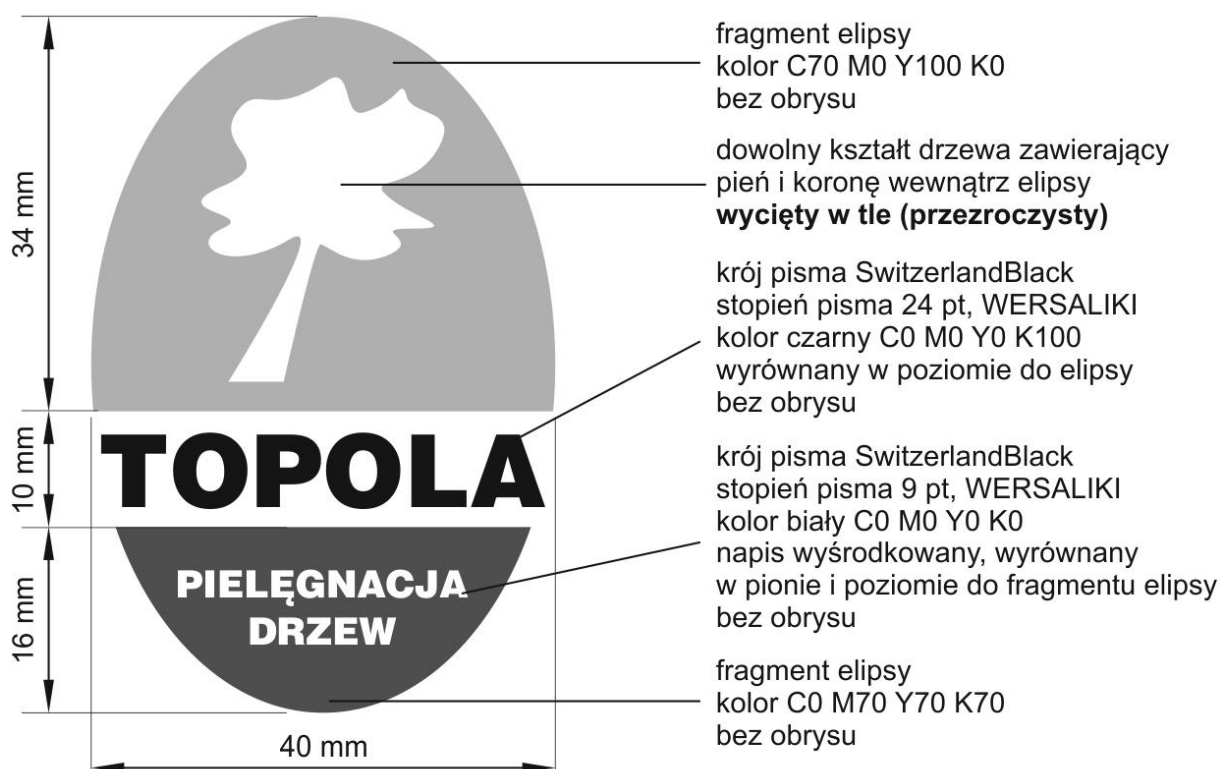 34 mm
10 mm
16 mm
40 mm
TOPOLA
PIELĘGNACJA
DRZEW
fragment elipsy
kolor C70 M0 Y100 K0
bez obrysu
dowolny kształt drzewa zawierający
pień i koronę wewnątrz elipsy
wycięty w tle (przezroczysty)
krój pisma SwitzerlandBlack
stopień pisma 24 pt, WERSALIKI
kolor czarny C0 M0 Y0 K100
wyrównany w poziomie do elipsy
bez obrysu
krój pisma SwitzerlandBlack
stopień pisma 9 pt, WERSALIKI
kolor biały C0 M0 Y0 K0
napis wyśrodkowany, wyrównany
w pionie i poziomie do fragmentu elipsy
bez obrysu
fragment elipsy
kolor C0 M70 Y70 K70
bez obrysu